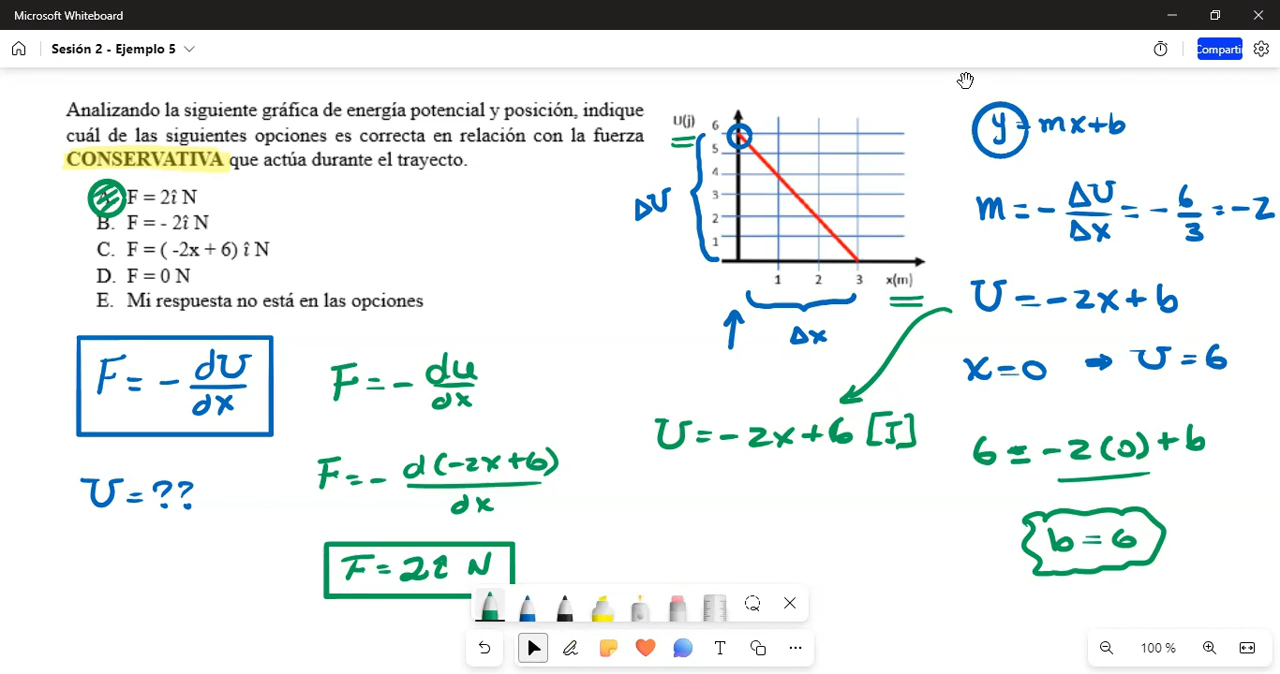 Microsoft Whiteboard
Sesión 2 - Ejemplo 5
Comparti
Analizando la siguiente gráfica de energía potencial y posición, indique
cuál de las siguientes opciones es correcta en relación con la fuerza
CONSERVATIVA que actúa durante el trayecto.
A. F = 2î N
B. F = - 2î N
C. F = ( -2x + 6) î N
D. F = 0 N
E. Mi respuesta no está en las opciones
U(j)
6
5
4
3
2
1
1 2 3 x(m)
ΔU
Δx
y = mx+b
m = - ΔU/Δx = - 6/3 = -2
U = -2x + b
x=0 → U = 6
6 = -2(0) + b
b = 6
U = -2x+6 [J]
F = - dU/dx
U = ??
F = - du/dx
F = - d(-2x+6)/dx
F = 2î N
100 %